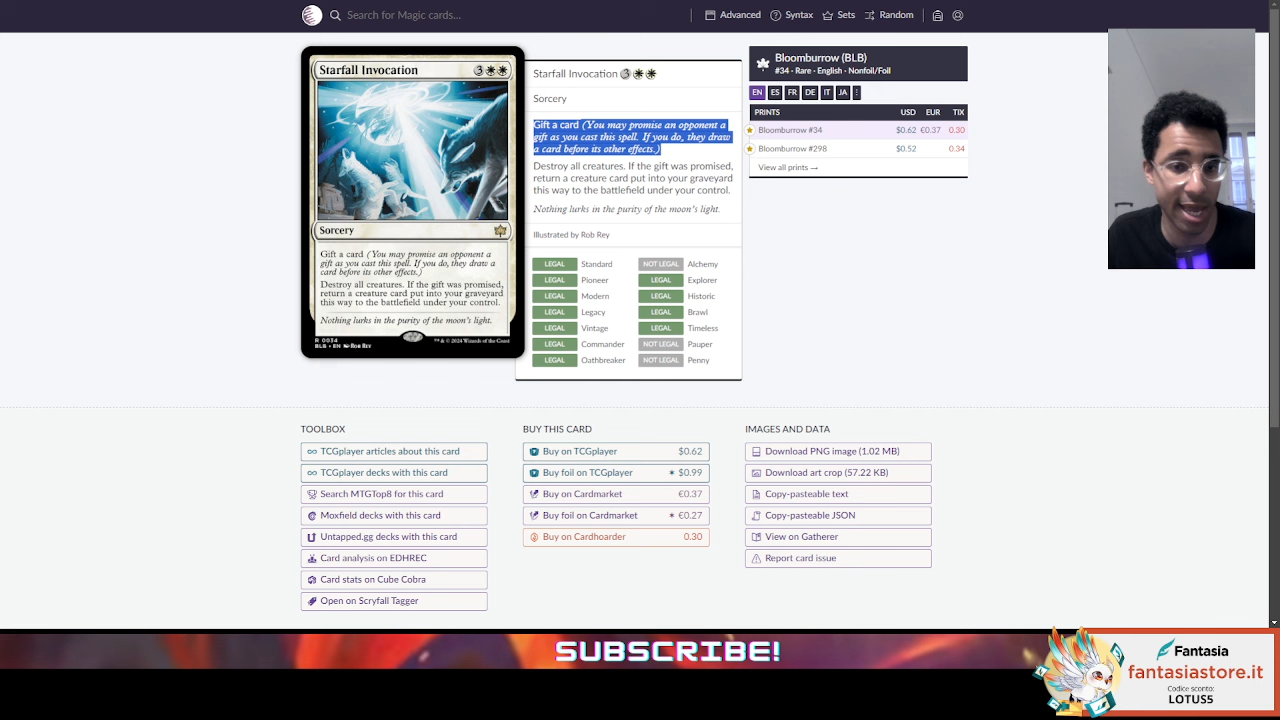 Search for Magic cards...
Advanced
Syntax
Sets
Random
Starfall Invocation 3
Sorcery
Gift a card (You may promise an opponent a
gift as you cast this spell. If you do, they draw
a card before its other effects.)
Destroy all creatures. If the gift was promised,
return a creature card put into your graveyard
this way to the battlefield under your control.
Nothing lurks in the purity of the moon's light.
R 0034
BLB • EN ROB REY
™ & © 2024 Wizards of the Coast
Starfall Invocation 3
Sorcery
Gift a card (You may promise an opponent a
gift as you cast this spell. If you do, they draw
a card before its other effects.)
Destroy all creatures. If the gift was promised,
return a creature card put into your graveyard
this way to the battlefield under your control.
Nothing lurks in the purity of the moon's light.
Illustrated by Rob Rey
LEGAL Standard NOT LEGAL Alchemy
LEGAL Pioneer LEGAL Explorer
LEGAL Modern LEGAL Historic
LEGAL Legacy LEGAL Brawl
LEGAL Vintage LEGAL Timeless
LEGAL Commander NOT LEGAL Pauper
LEGAL Oathbreaker NOT LEGAL Penny
Bloomburrow (BLB)
#34 · Rare · English · Nonfoil/Foil
EN ES FR DE IT JA
PRINTS USD EUR TIX
Bloomburrow #34 $0.62 €0.37 0.30
Bloomburrow #298 $0.52 0.34
View all prints →
TOOLBOX
TCGplayer articles about this card
TCGplayer decks with this card
Search MTGTop8 for this card
Moxfield decks with this card
Untapped.gg decks with this card
Card analysis on EDHREC
Card stats on Cube Cobra
Open on Scryfall Tagger
BUY THIS CARD
Buy on TCGplayer $0.62
Buy foil on TCGplayer $0.99
Buy on Cardmarket €0.37
Buy foil on Cardmarket €0.27
Buy on Cardhoarder 0.30
IMAGES AND DATA
Download PNG image (1.02 MB)
Download art crop (57.22 KB)
Copy-pasteable text
Copy-pasteable JSON
View on Gatherer
Report card issue
SUBSCRIBE!
Fantasia
fantasiastore.it
Codice sconto:
LOTUS5